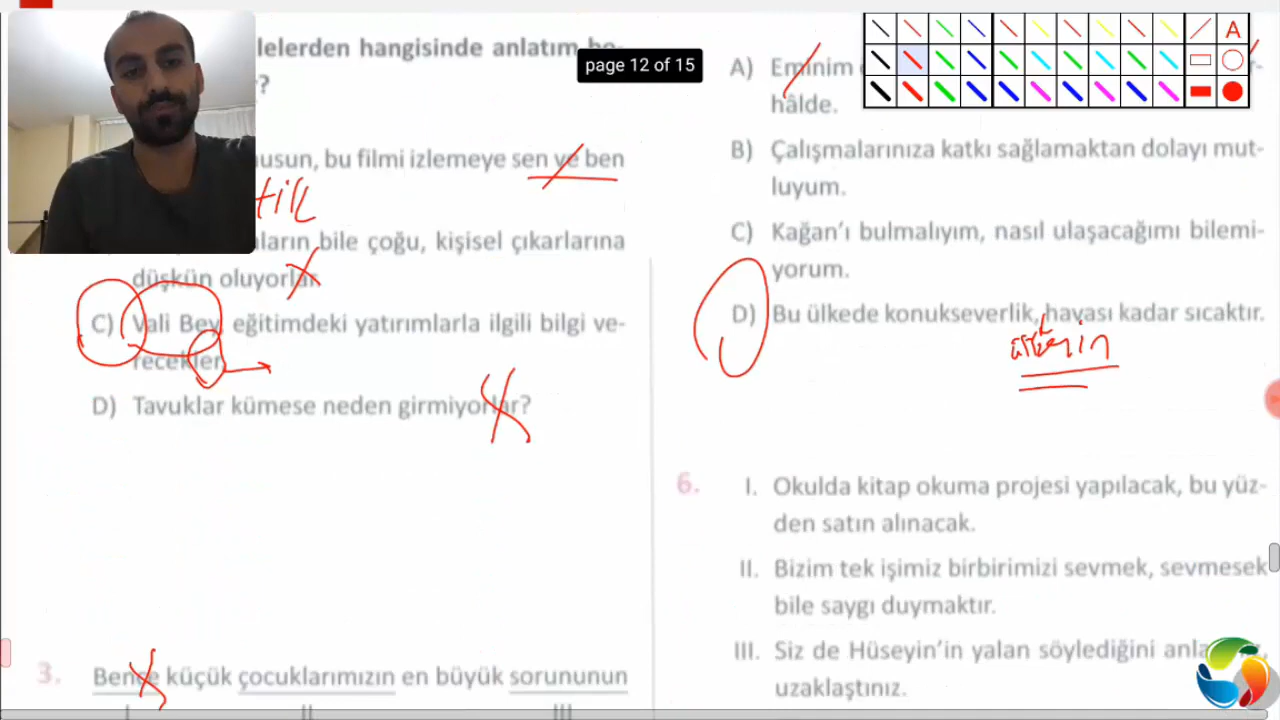 lelerden hangisinde anlatım bo-
?
usun, bu filmi izlemeye sen ve ben
tik
ların bile çoğu, kişisel çıkarlarına
düşkün oluyorlar.
C) Vali Bey eğitimdeki yatırımlarla ilgili bilgi ve-
recekler.
D) Tavuklar kümese neden girmiyorlar?
3. Bence küçük çocuklarımızın en büyük sorununun
I II III
page 12 of 15
A
A) Eminim
hâlde.
B) Çalışmalarınıza katkı sağlamaktan dolayı mut-
luyum.
C) Kağan'ı bulmalıyım, nasıl ulaşacağımı bilemi-
yorum.
D) Bu ülkede konukseverlik, havası kadar sıcaktır.
ülkenin
6. I. Okulda kitap okuma projesi yapılacak, bu yüz-
den satın alınacak.
II. Bizim tek işimiz birbirimizi sevmek, sevmesek
bile saygı duymaktır.
III. Siz de Hüseyin'in yalan söylediğini
uzaklaştınız.